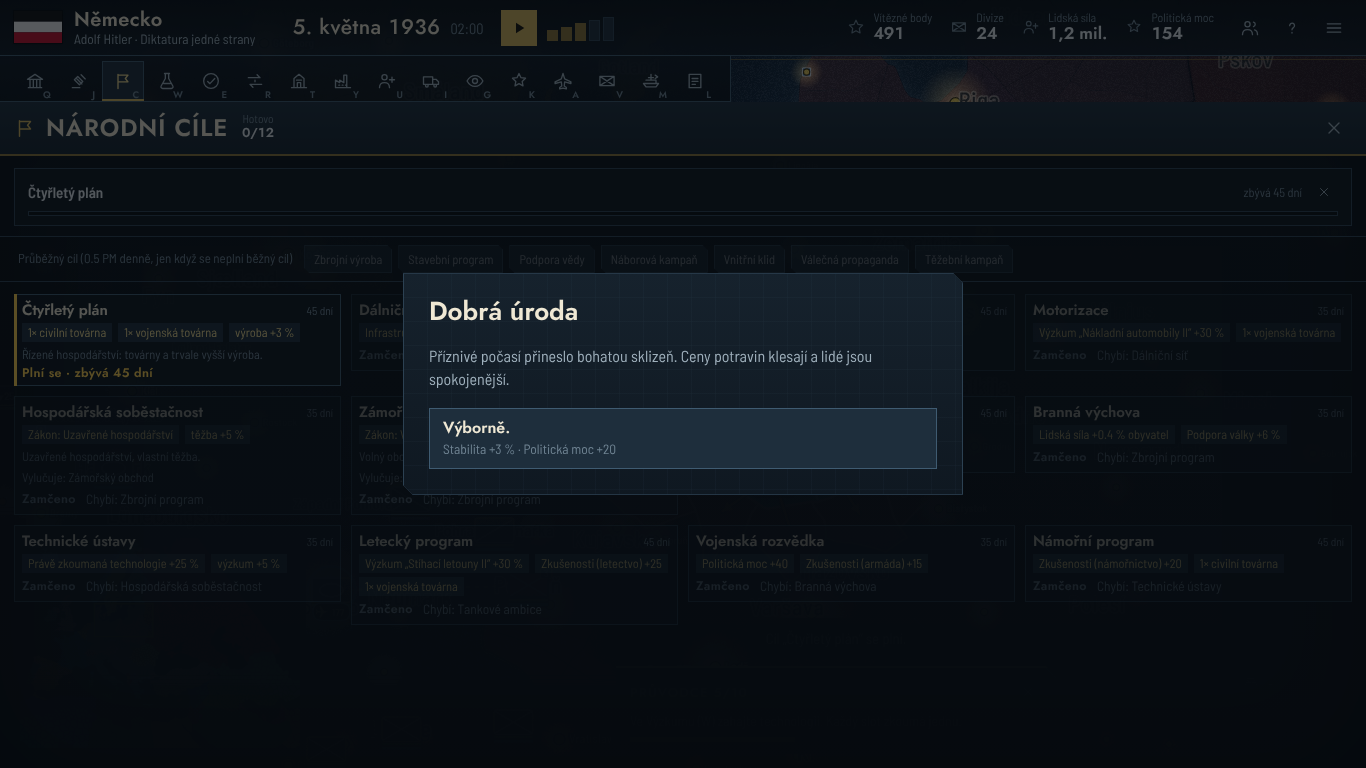 Německo
Adolf Hitler · Diktatura jedné strany
5. května 1936 02:00
Vítězné body
491
Divize
24
Lidská síla
1,2 mil.
Politická moc
154
?
Q J C W E R T Y U I G K A V M L
Pskov
Riga
NÁRODNÍ CÍLE
Hotovo
0/12
Čtyřletý plán
zbývá 45 dní
Průběžný cíl (0.5 PM denně, jen když se neplní běžný cíl)
Zbrojní výroba
Stavební program
Podpora vědy
Náborová kampaň
Vnitřní klid
Válečná propaganda
Těžební kampaň
Dobrá úroda
Příznivé počasí přineslo bohatou sklizeň. Ceny potravin klesají a lidé jsou
spokojenější.
Výborně.
Stabilita +3 % · Politická moc +20
Čtyřletý plán
45 dní
1× civilní továrna
1× vojenská továrna
výroba +3 %
Řízené hospodářství: továrny a trvale vyšší výroba.
Plní se · zbývá 45 dní
45 dní
Motorizace
35 dní
Výzkum „Nákladní automobily II“ +30 %
1× vojenská továrna
Zamčeno Chybí: Dálniční síť
Hospodářská soběstačnost
35 dní
Zákon: Uzavřené hospodářství
těžba +5 %
Uzavřené hospodářství, vlastní těžba.
Vylučuje: Zámořský obchod
Zamčeno Chybí: Zbrojní program
Zamčeno Chybí: Zbrojní program
45 dní
Branná výchova
35 dní
Lidská síla +0.4 % obyvatel
Podpora války +6 %
Zamčeno Chybí: Zbrojní program
Technické ústavy
35 dní
Právě zkoumaná technologie +25 %
výzkum +5 %
Zamčeno Chybí: Hospodářská soběstačnost
Letecký program
45 dní
Výzkum „Stíhací letouny II“ +30 %
Zkušenosti (letectvo) +25
1× vojenská továrna
Zamčeno Chybí: Tankové ambice
Vojenská rozvědka
35 dní
Politická moc +40
Zkušenosti (armáda) +15
Zamčeno Chybí: Branná výchova
Námořní program
45 dní
Zkušenosti (námořnictvo) +20
1× civilní továrna
Zamčeno Chybí: Technické ústavy